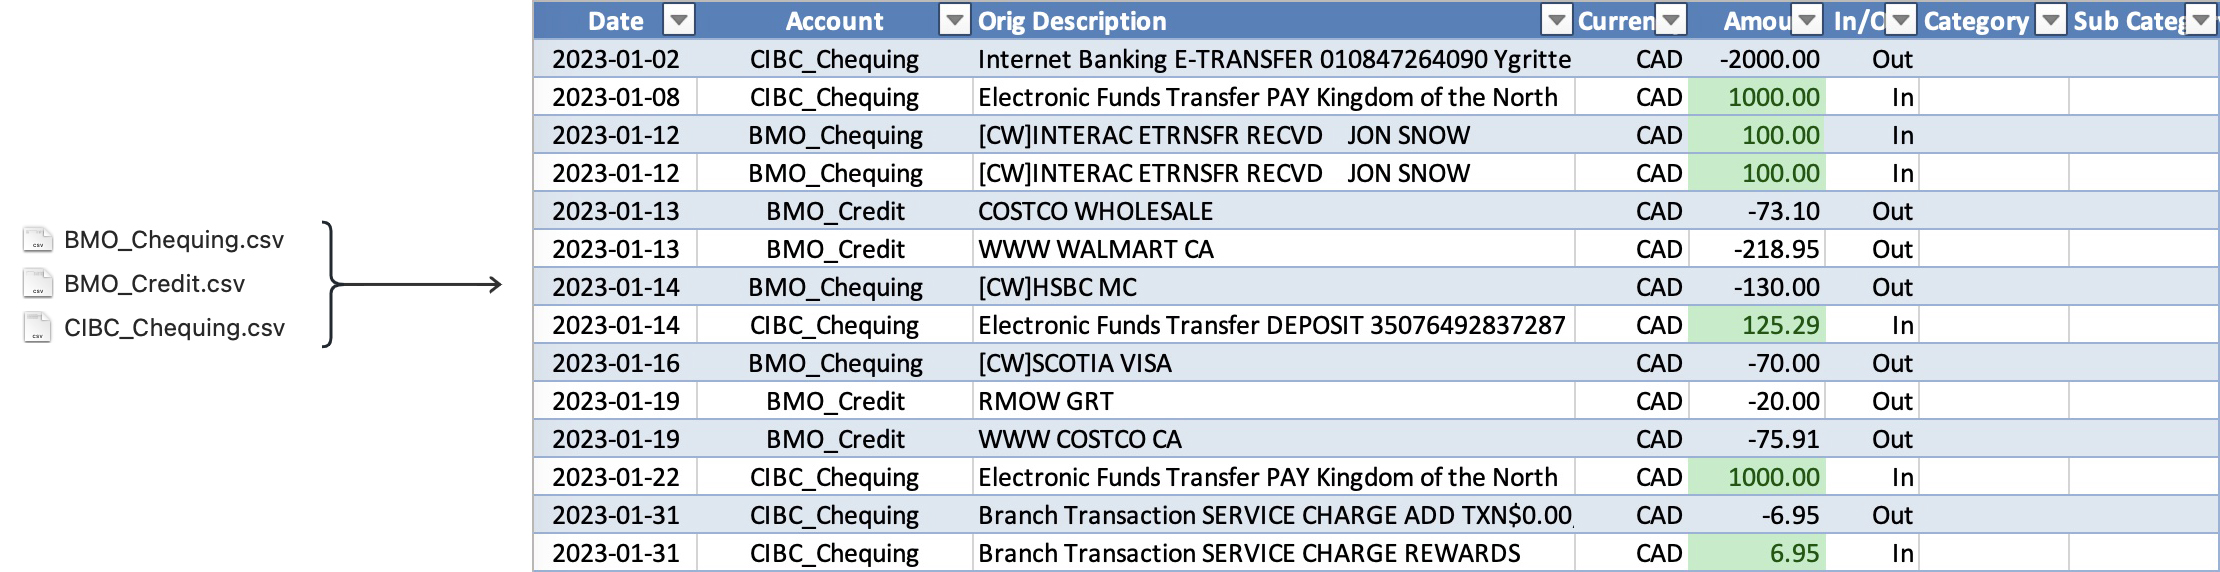 BMO_Chequing.csv
BMO_Credit.csv
CIBC_Chequing.csv
Date Account Orig Description Curren Amou In/O Category Sub Categ
2023-01-02 CIBC_Chequing Internet Banking E-TRANSFER 010847264090 Ygritte CAD -2000.00 Out
2023-01-08 CIBC_Chequing Electronic Funds Transfer PAY Kingdom of the North CAD 1000.00 In
2023-01-12 BMO_Chequing [CW]INTERAC ETRNSFR RECVD JON SNOW CAD 100.00 In
2023-01-12 BMO_Chequing [CW]INTERAC ETRNSFR RECVD JON SNOW CAD 100.00 In
2023-01-13 BMO_Credit COSTCO WHOLESALE CAD -73.10 Out
2023-01-13 BMO_Credit WWW WALMART CA CAD -218.95 Out
2023-01-14 BMO_Chequing [CW]HSBC MC CAD -130.00 Out
2023-01-14 CIBC_Chequing Electronic Funds Transfer DEPOSIT 35076492837287 CAD 125.29 In
2023-01-16 BMO_Chequing [CW]SCOTIA VISA CAD -70.00 Out
2023-01-19 BMO_Credit RMOW GRT CAD -20.00 Out
2023-01-19 BMO_Credit WWW COSTCO CA CAD -75.91 Out
2023-01-22 CIBC_Chequing Electronic Funds Transfer PAY Kingdom of the North CAD 1000.00 In
2023-01-31 CIBC_Chequing Branch Transaction SERVICE CHARGE ADD TXN$0.00 CAD -6.95 Out
2023-01-31 CIBC_Chequing Branch Transaction SERVICE CHARGE REWARDS CAD 6.95 In